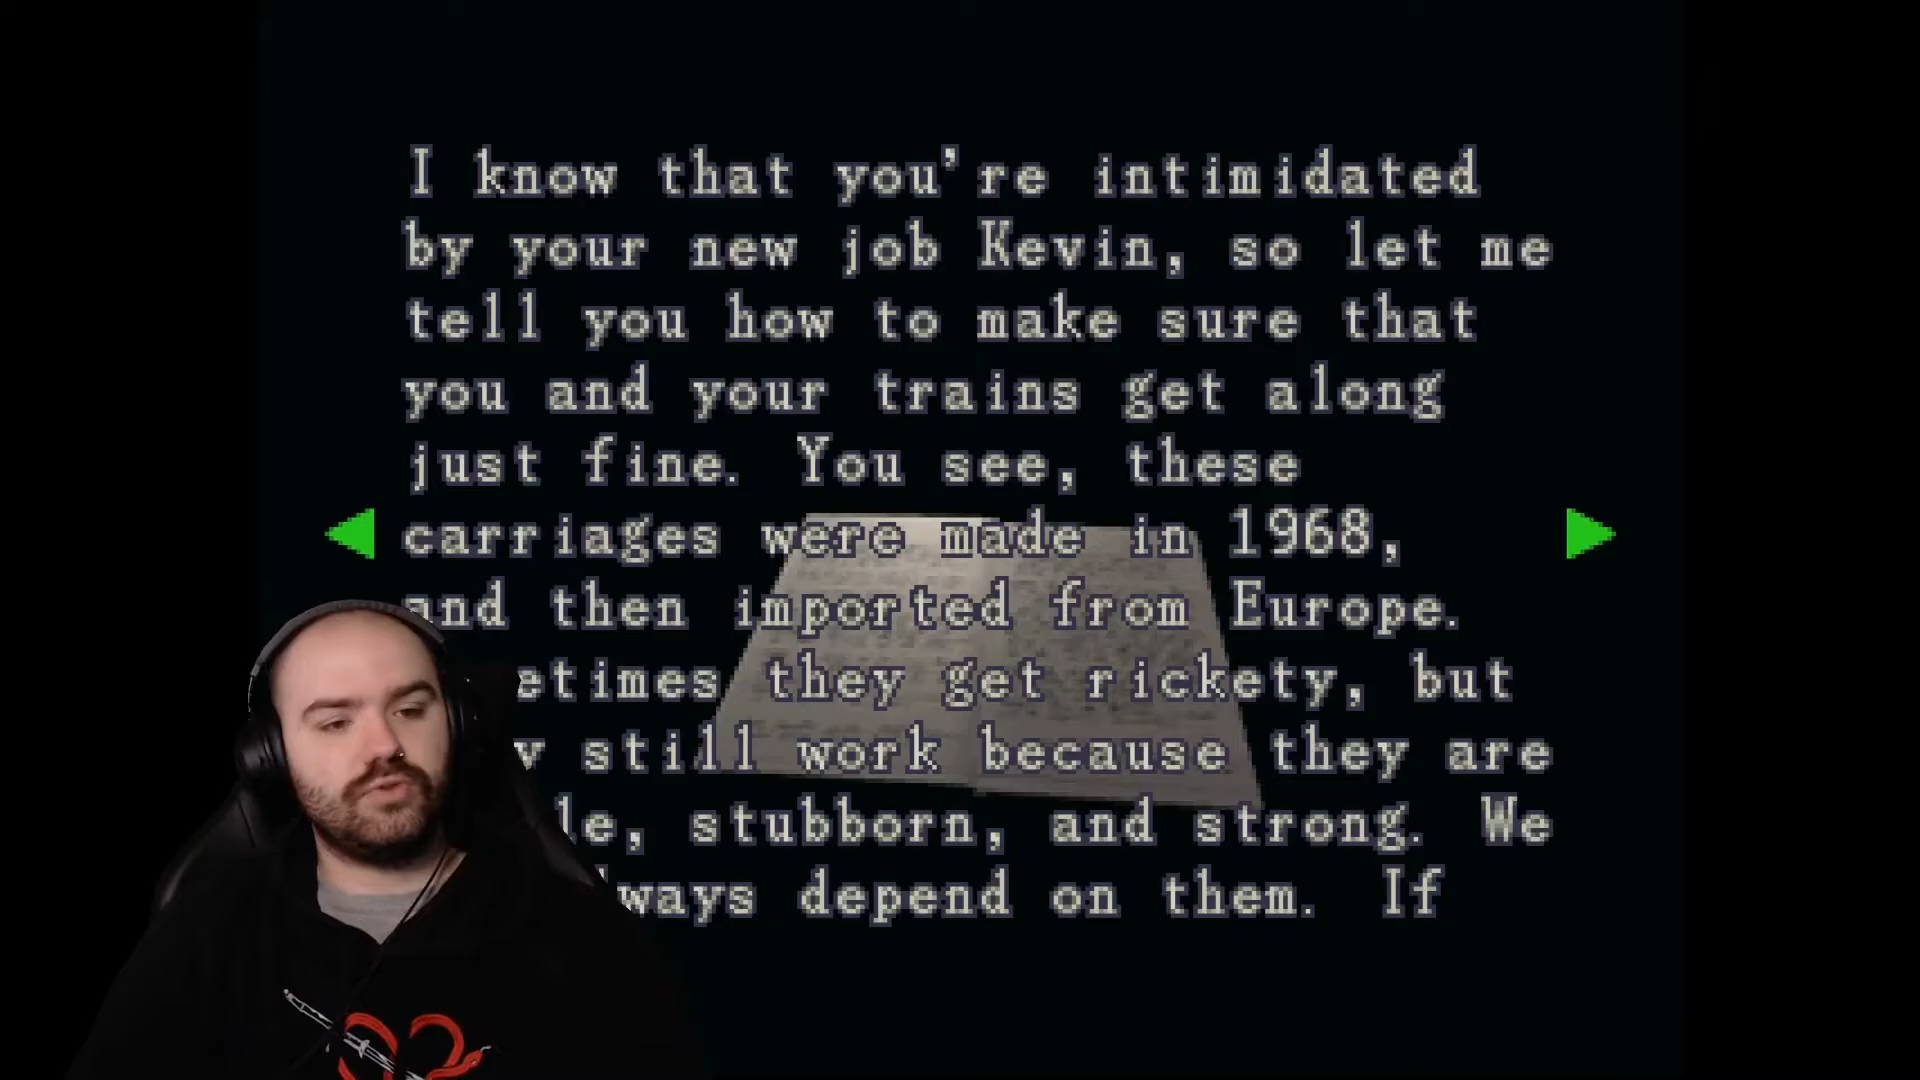 I know that you're intimidated
by your new job Kevin, so let me
tell you how to make sure that
you and your trains get along
just fine. You see, these
carriages were made in 1968,
and then imported from Europe.
they get rickety, but
still work because they are
stubborn, and strong. We
depend on them. If